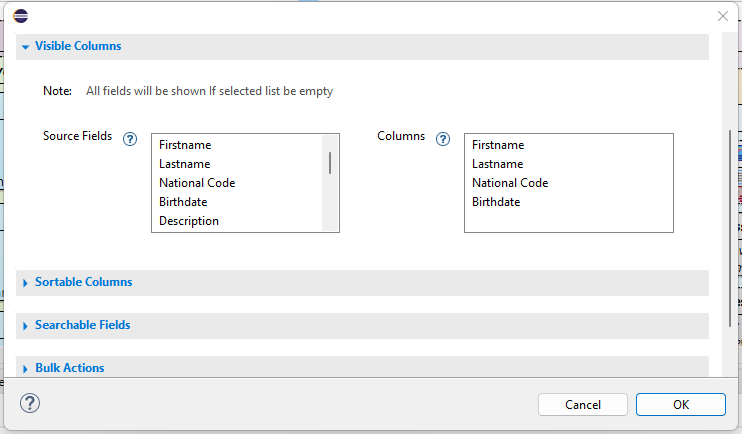 Visible Columns
Note: All fields will be shown If selected list be empty
Source Fields
Firstname
Lastname
National Code
Birthdate
Description
Columns
Firstname
Lastname
National Code
Birthdate
Sortable Columns
Searchable Fields
Bulk Actions
Cancel
OK